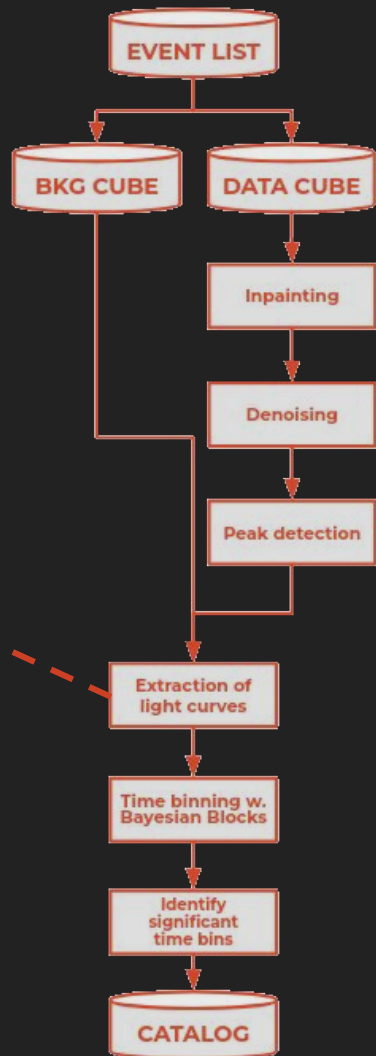 EVENT LIST
BKG CUBE
DATA CUBE
Inpainting
Denoising
Peak detection
Extraction of
light curves
Time binning w.
Bayesian Blocks
Identify
significant
time bins
CATALOG